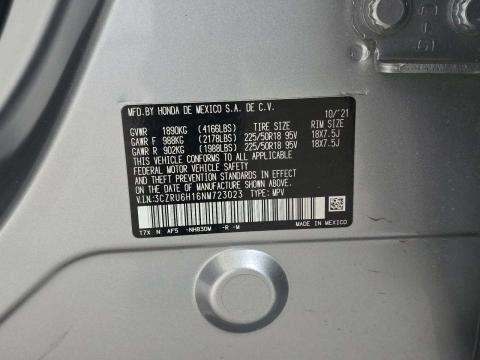 MFD.BY HONDA DE MEXICO S.A. DE C.V. 10/'21
GVWR 1890KG (4166LBS) TIRE SIZE RIM SIZE
GAWR F 988KG (2178LBS) 225/50R18 95V 18X7.5J
GAWR R 902KG (1988LBS) 225/50R18 95V 18X7.5J
THIS VEHICLE CONFORMS TO ALL APPLICABLE
FEDERAL MOTOR VEHICLE SAFETY
AND THEFT PREVENTION STANDARDS IN EFFECT
ON THE DATE OF MANUFACTURE SHOWN ABOVE.
V.I.N:3CZRU6H16NM723023 TYPE: MPV
17X N AF5 -NH830M -R -M MADE IN MEXICO